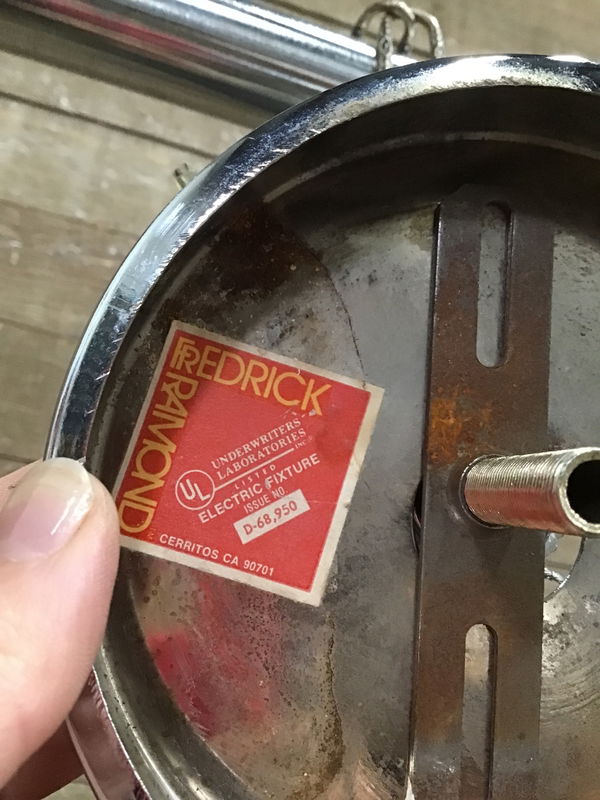 FREDRICK
RAMOND
UNDERWRITERS
LABORATORIES
INC.®
LISTED
UL
ELECTRIC FIXTURE
ISSUE NO.
D-68,950
CERRITOS CA 90701